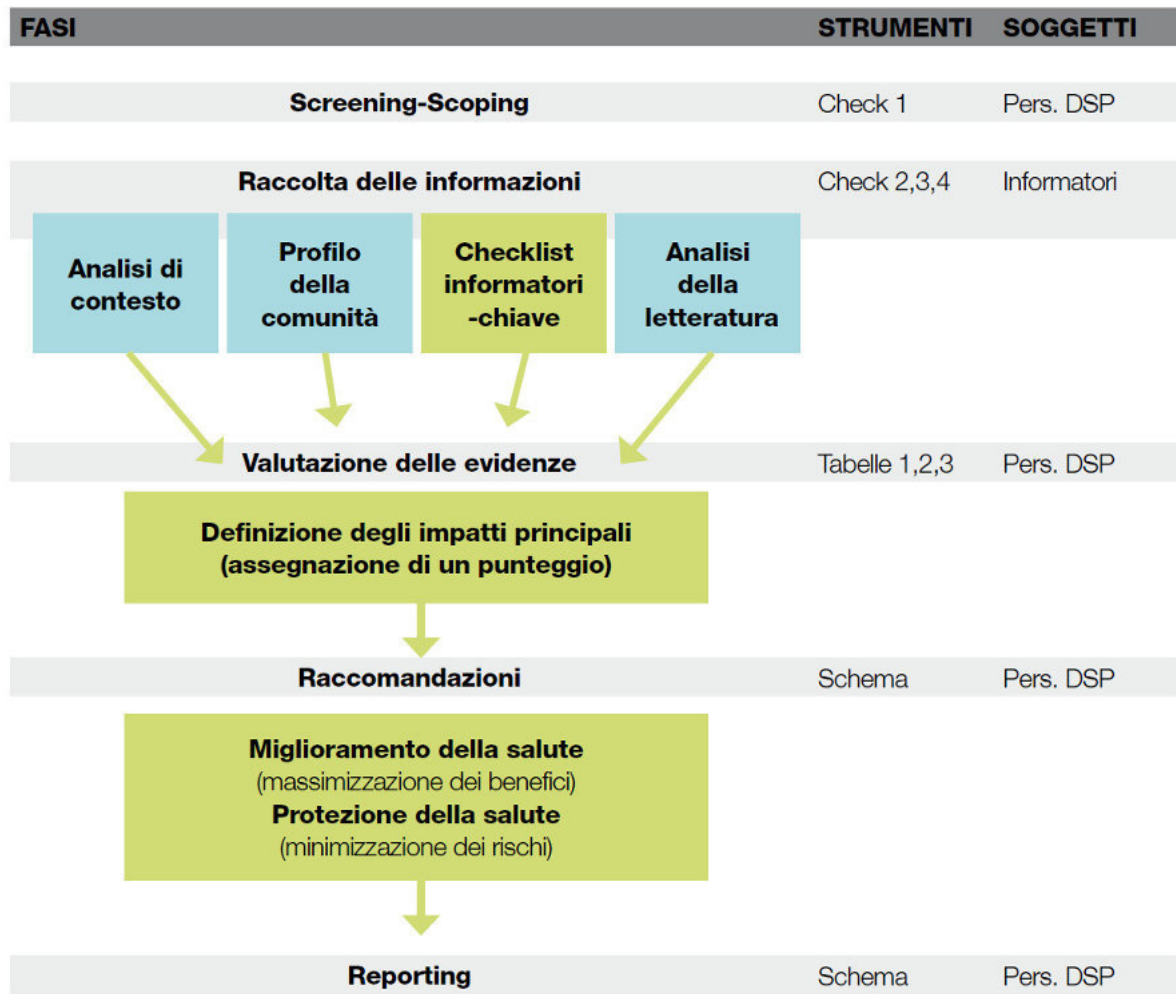 FASI STRUMENTI SOGGETTI
Screening-Scoping Check 1 Pers. DSP
Raccolta delle informazioni Check 2,3,4 Informatori
Analisi di
contesto
Profilo
della
comunità
Checklist
informatori
-chiave
Analisi
della
letteratura
Valutazione delle evidenze Tabelle 1,2,3 Pers. DSP
Definizione degli impatti principali
(assegnazione di un punteggio)
Raccomandazioni Schema Pers. DSP
Miglioramento della salute
(massimizzazione dei benefici)
Protezione della salute
(minimizzazione dei rischi)
Reporting Schema Pers. DSP